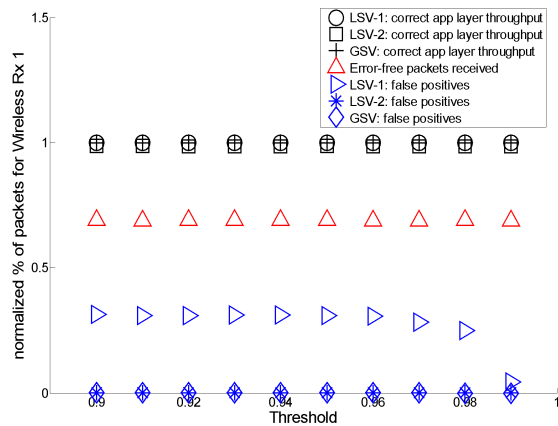 LSV-1: correct app layer throughput
LSV-2: correct app layer throughput
GSV: correct app layer throughput
Error-free packets received
LSV-1: false positives
LSV-2: false positives
GSV: false positives
normalized % of packets for Wireless Rx 1
1.5
1
0.5
0
0.9
0.92
0.94
0.96
0.98
1
Threshold